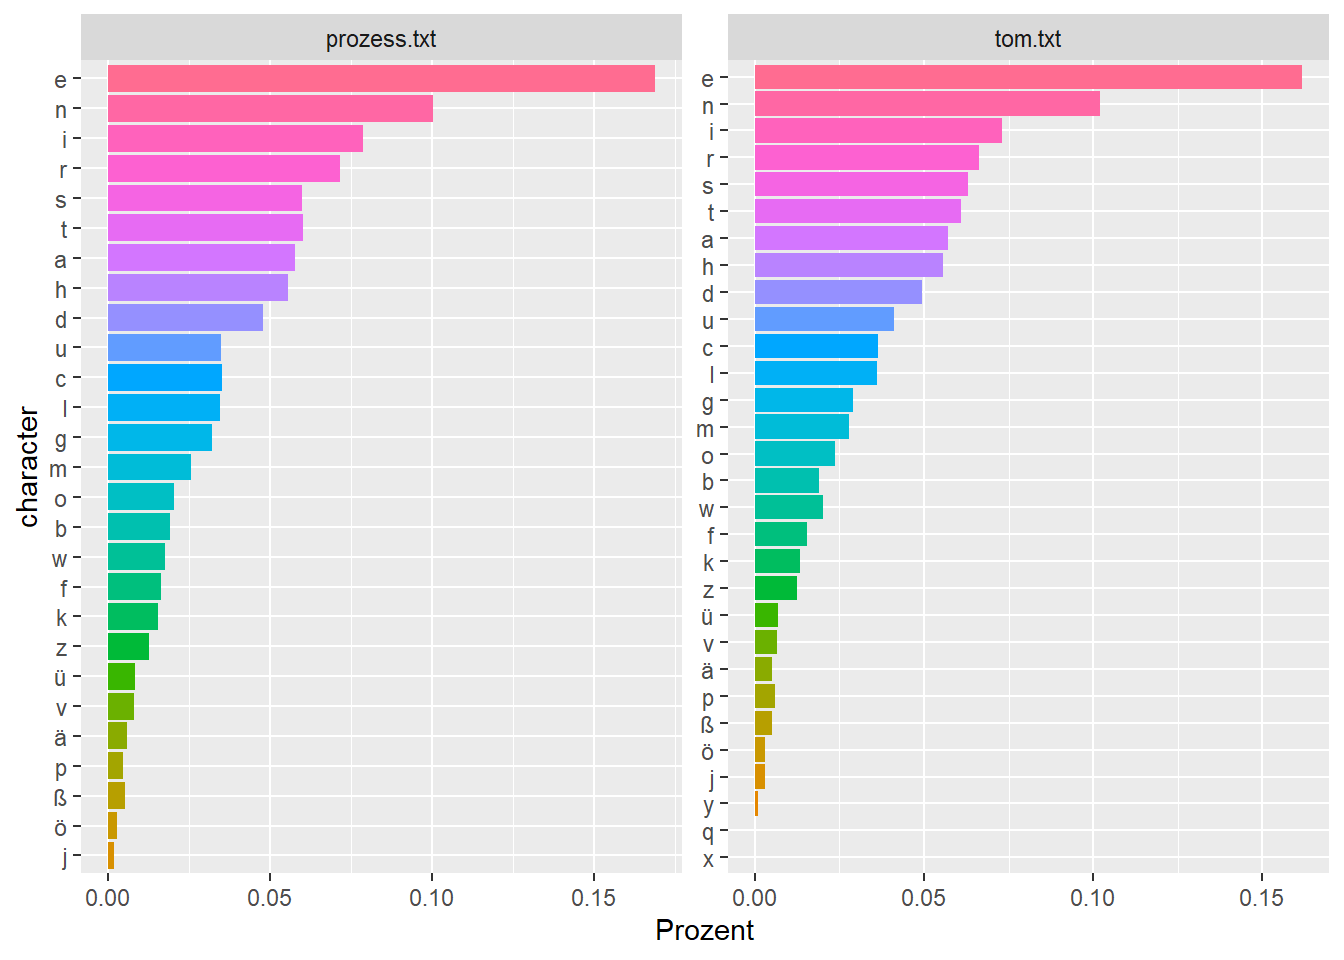 prozess.txt
e
n
i
r
s
t
a
h
d
u
c
l
g
m
o
b
w
f
k
z
ü
v
ä
p
ß
ö
j
0.00 0.05 0.10 0.15
tom.txt
e
n
i
r
s
t
a
h
d
u
c
l
g
m
o
b
w
f
k
z
ü
v
ä
p
ß
ö
j
y
q
x
0.00 0.05 0.10 0.15
character
Prozent